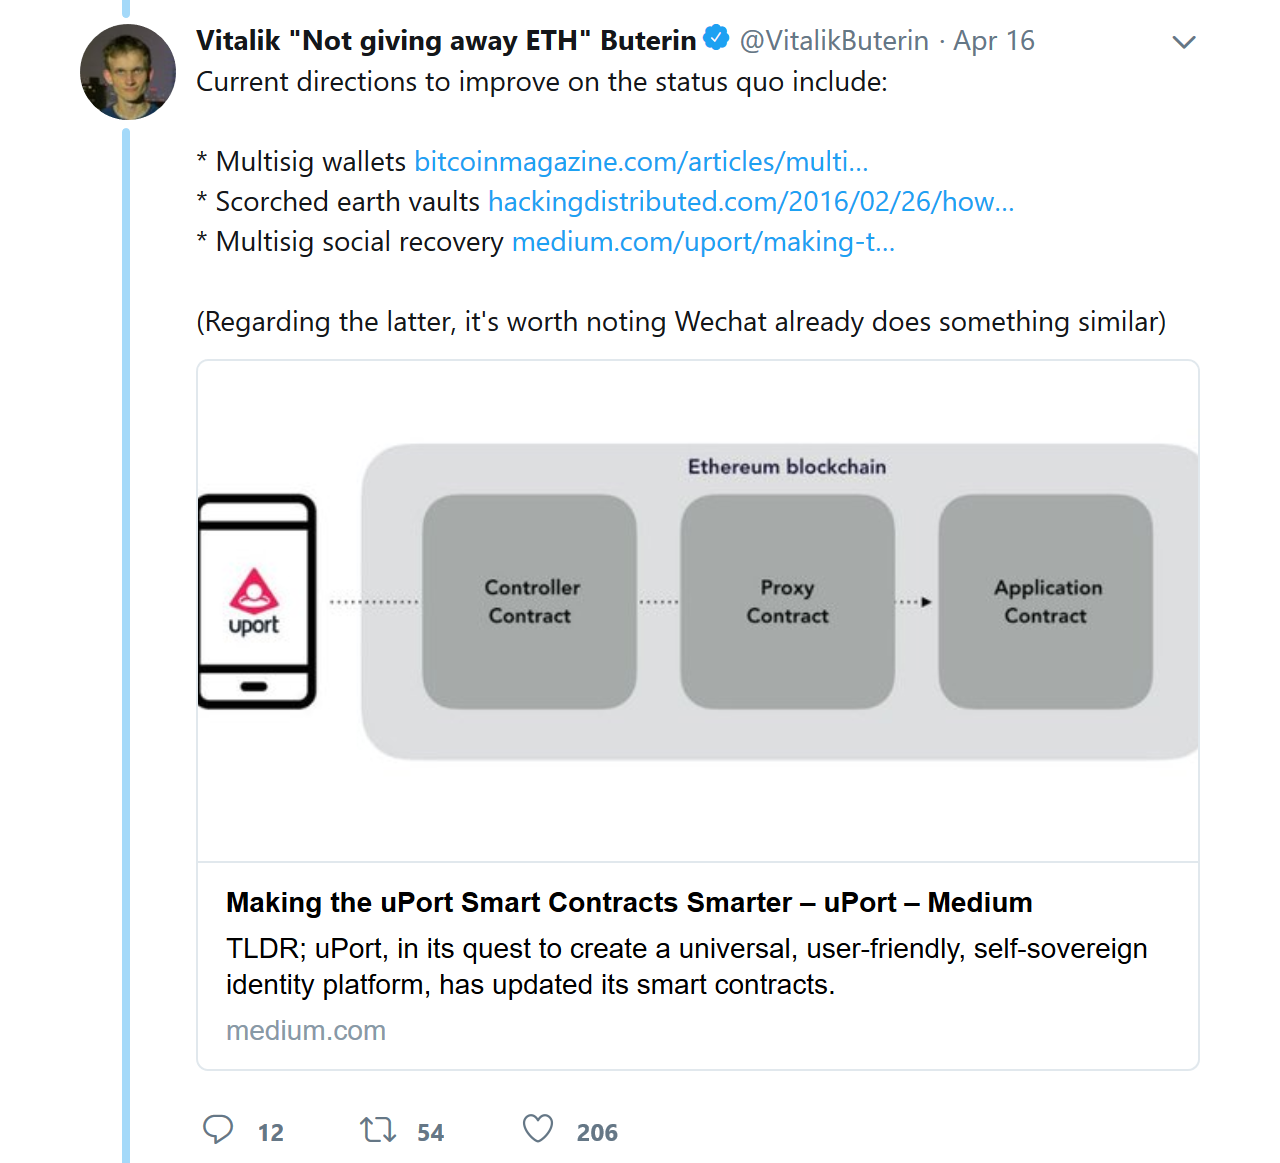 Vitalik "Not giving away ETH" Buterin @VitalikButerin · Apr 16
Current directions to improve on the status quo include:
* Multisig wallets bitcoinmagazine.com/articles/multi...
* Scorched earth vaults hackingdistributed.com/2016/02/26/how...
* Multisig social recovery medium.com/uport/making-t...
(Regarding the latter, it's worth noting Wechat already does something similar)
Ethereum blockchain
uport
Controller
Contract
Proxy
Contract
Application
Contract
Making the uPort Smart Contracts Smarter – uPort – Medium
TLDR; uPort, in its quest to create a universal, user-friendly, self-sovereign
identity platform, has updated its smart contracts.
medium.com
12 54 206